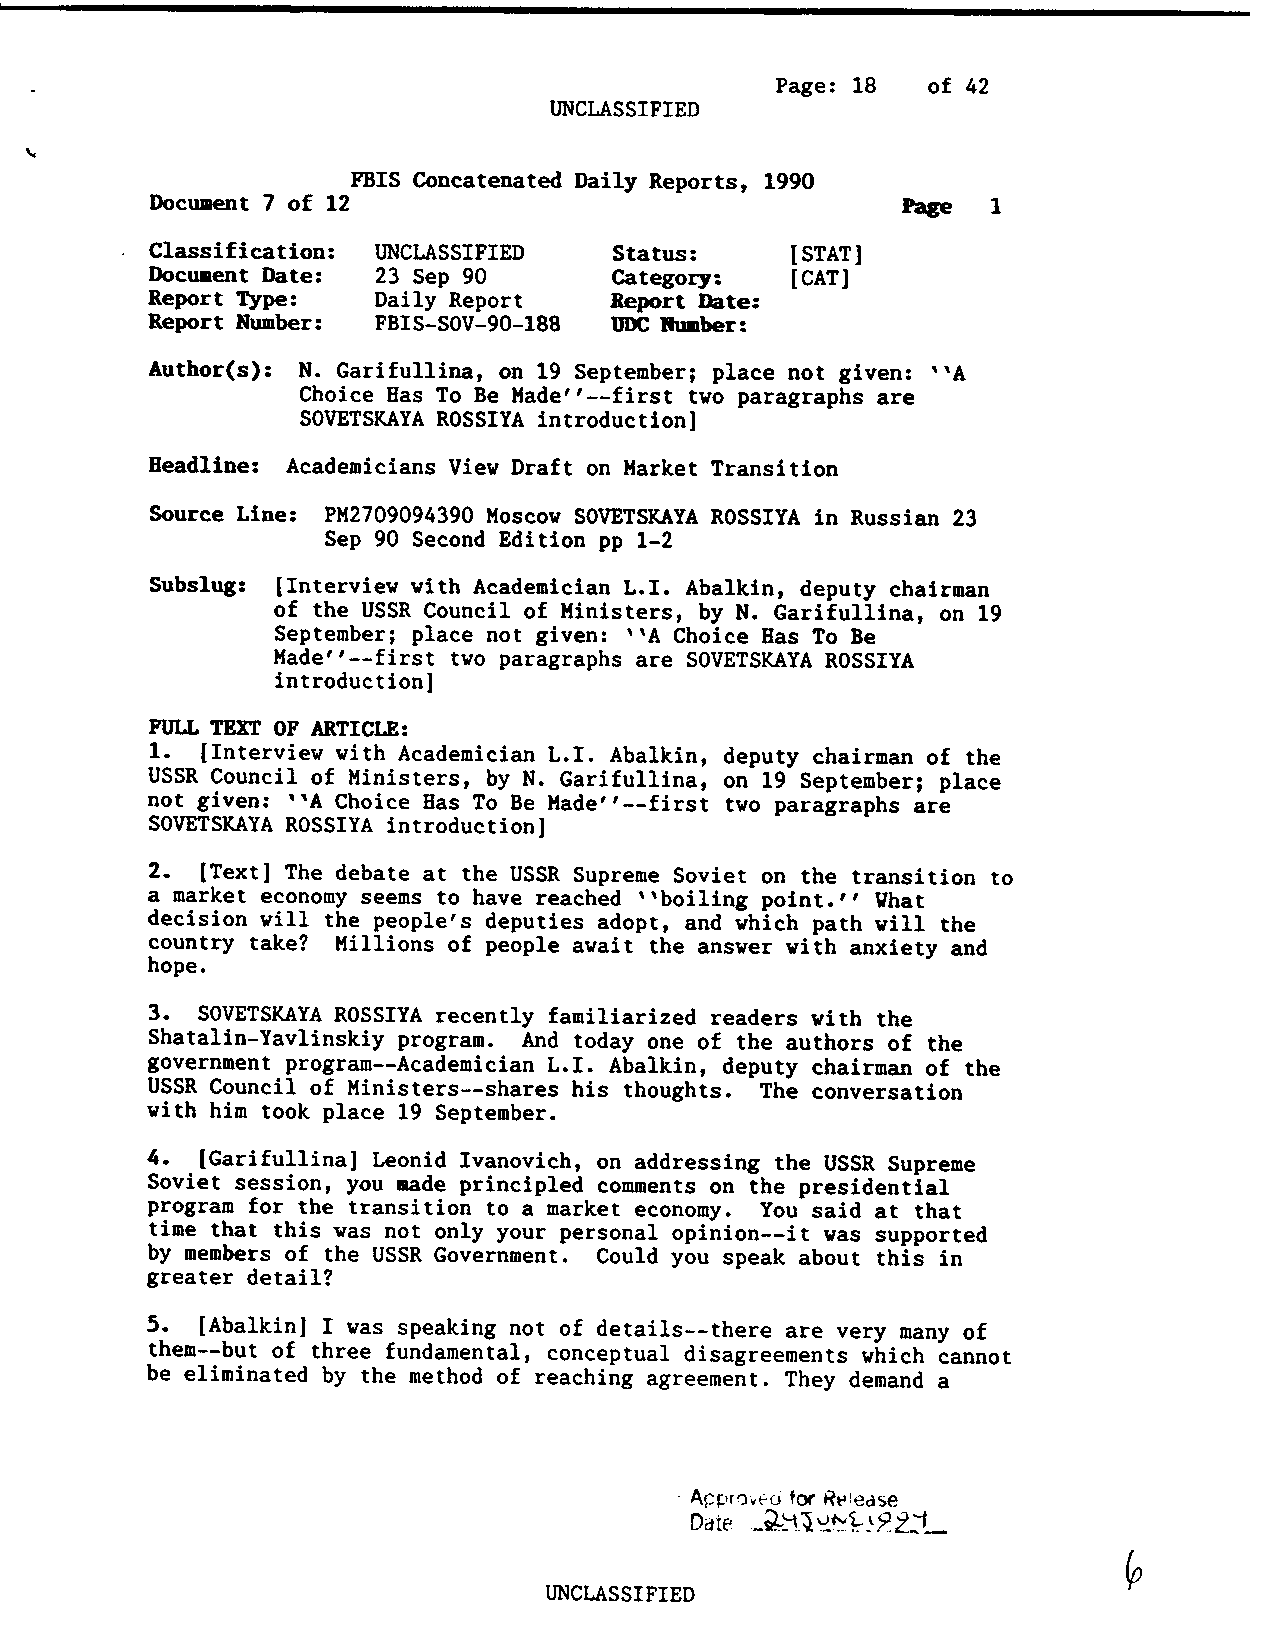 Page: 18 of 42
UNCLASSIFIED
FBIS Concatenated Daily Reports, 1990
Document 7 of 12 Page 1
Classification: UNCLASSIFIED Status: [STAT]
Document Date: 23 Sep 90 Category: [CAT]
Report Type: Daily Report Report Date:
Report Number: FBIS-SOV-90-188 UDC Number:
Author(s): N. Garifullina, on 19 September; place not given: ``A
Choice Has To Be Made''--first two paragraphs are
SOVETSKAYA ROSSIYA introduction]
Headline: Academicians View Draft on Market Transition
Source Line: PM2709094390 Moscow SOVETSKAYA ROSSIYA in Russian 23
Sep 90 Second Edition pp 1-2
Subslug: [Interview with Academician L.I. Abalkin, deputy chairman
of the USSR Council of Ministers, by N. Garifullina, on 19
September; place not given: ``A Choice Has To Be
Made''--first two paragraphs are SOVETSKAYA ROSSIYA
introduction]
FULL TEXT OF ARTICLE:
1. [Interview with Academician L.I. Abalkin, deputy chairman of the
USSR Council of Ministers, by N. Garifullina, on 19 September; place
not given: ``A Choice Has To Be Made''--first two paragraphs are
SOVETSKAYA ROSSIYA introduction]
2. [Text] The debate at the USSR Supreme Soviet on the transition to
a market economy seems to have reached ``boiling point.'' What
decision will the people's deputies adopt, and which path will the
country take? Millions of people await the answer with anxiety and
hope.
3. SOVETSKAYA ROSSIYA recently familiarized readers with the
Shatalin-Yavlinskiy program. And today one of the authors of the
government program--Academician L.I. Abalkin, deputy chairman of the
USSR Council of Ministers--shares his thoughts. The conversation
with him took place 19 September.
4. [Garifullina] Leonid Ivanovich, on addressing the USSR Supreme
Soviet session, you made principled comments on the presidential
program for the transition to a market economy. You said at that
time that this was not only your personal opinion--it was supported
by members of the USSR Government. Could you speak about this in
greater detail?
5. [Abalkin] I was speaking not of details--there are very many of
them--but of three fundamental, conceptual disagreements which cannot
be eliminated by the method of reaching agreement. They demand a
Approved for Release
Date
6
UNCLASSIFIED